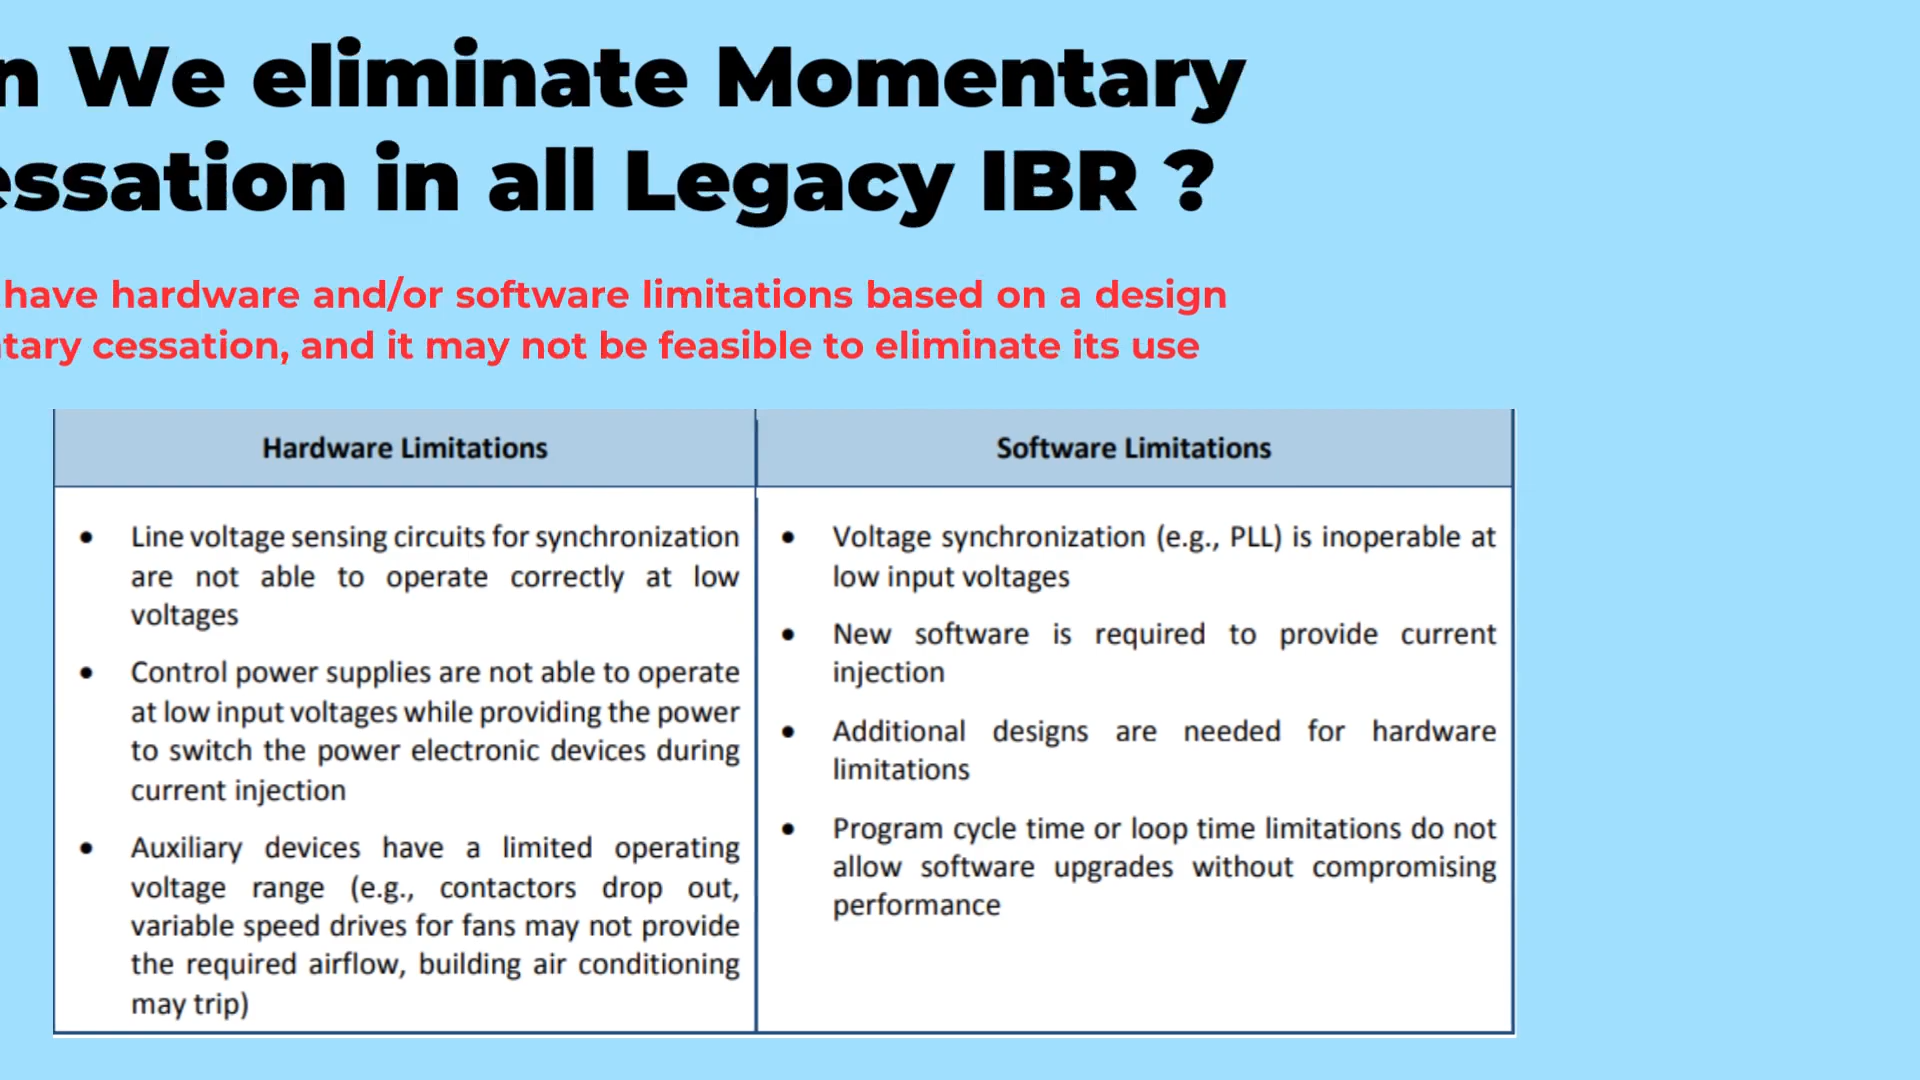 n We eliminate Momentary
essation in all Legacy IBR ?
have hardware and/or software limitations based on a design
tary cessation, and it may not be feasible to eliminate its use
Hardware Limitations
• Line voltage sensing circuits for synchronization
are not able to operate correctly at low
voltages
• Control power supplies are not able to operate
at low input voltages while providing the power
to switch the power electronic devices during
current injection
• Auxiliary devices have a limited operating
voltage range (e.g., contactors drop out,
variable speed drives for fans may not provide
the required airflow, building air conditioning
may trip)
Software Limitations
• Voltage synchronization (e.g., PLL) is inoperable at
low input voltages
• New software is required to provide current
injection
• Additional designs are needed for hardware
limitations
• Program cycle time or loop time limitations do not
allow software upgrades without compromising
performance